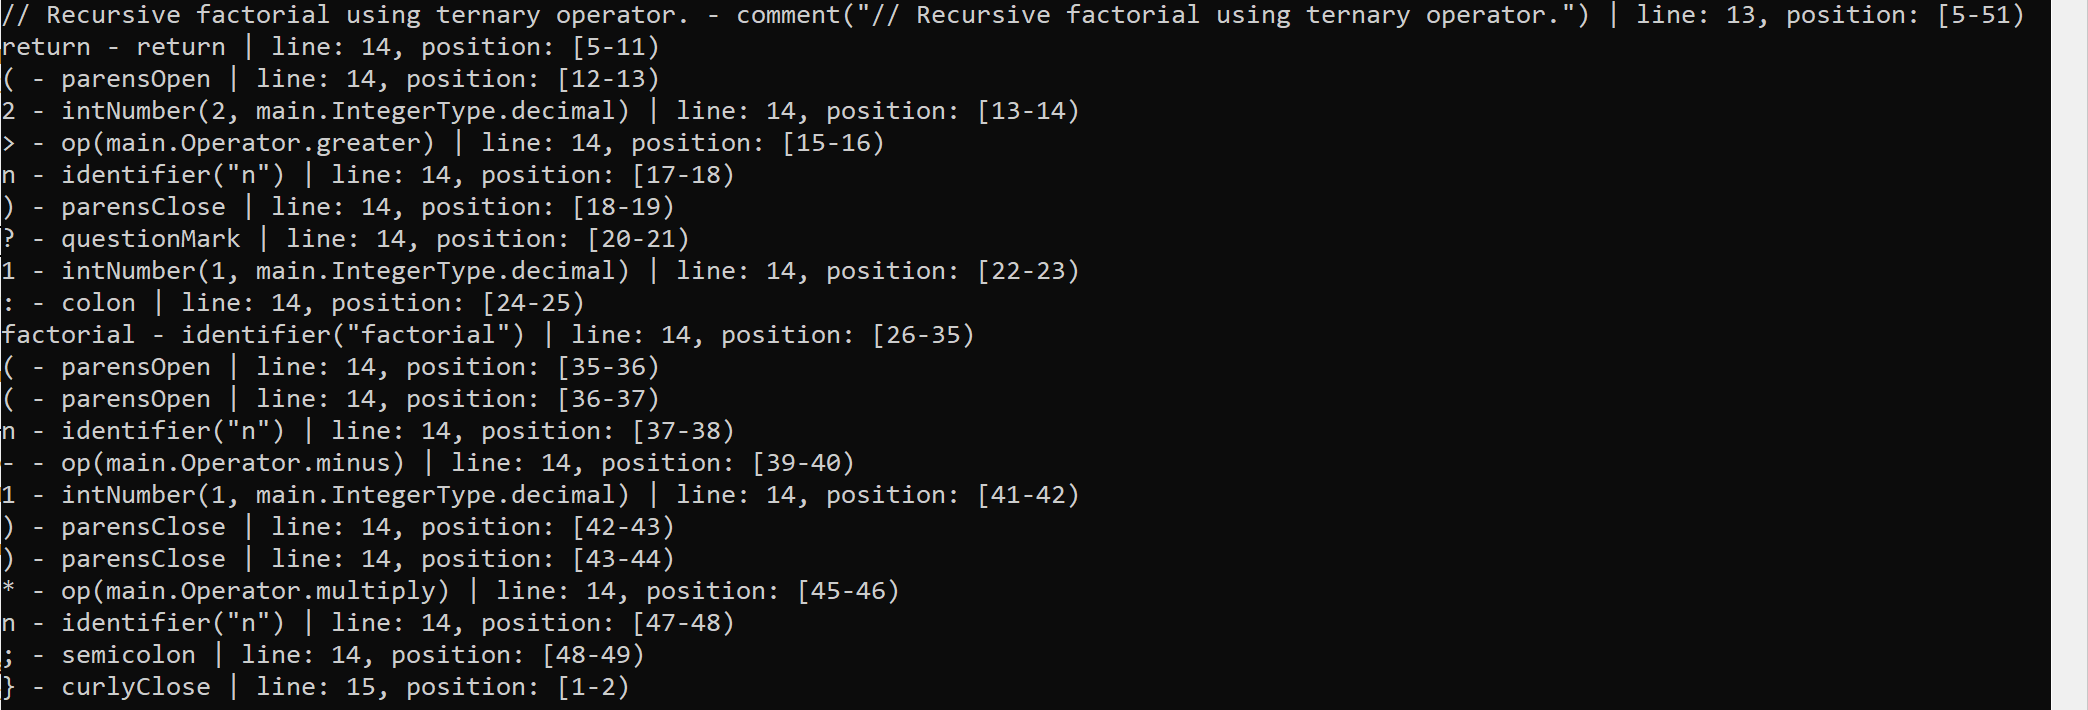 // Recursive factorial using ternary operator. - comment("// Recursive factorial using ternary operator.") | line: 13, position: [5-51)
return - return | line: 14, position: [5-11)
( - parensOpen | line: 14, position: [12-13)
2 - intNumber(2, main.IntegerType.decimal) | line: 14, position: [13-14)
> - op(main.Operator.greater) | line: 14, position: [15-16)
n - identifier("n") | line: 14, position: [17-18)
) - parensClose | line: 14, position: [18-19)
? - questionMark | line: 14, position: [20-21)
1 - intNumber(1, main.IntegerType.decimal) | line: 14, position: [22-23)
: - colon | line: 14, position: [24-25)
factorial - identifier("factorial") | line: 14, position: [26-35)
( - parensOpen | line: 14, position: [35-36)
( - parensOpen | line: 14, position: [36-37)
n - identifier("n") | line: 14, position: [37-38)
- - op(main.Operator.minus) | line: 14, position: [39-40)
1 - intNumber(1, main.IntegerType.decimal) | line: 14, position: [41-42)
) - parensClose | line: 14, position: [42-43)
) - parensClose | line: 14, position: [43-44)
* - op(main.Operator.multiply) | line: 14, position: [45-46)
n - identifier("n") | line: 14, position: [47-48)
; - semicolon | line: 14, position: [48-49)
} - curlyClose | line: 15, position: [1-2)